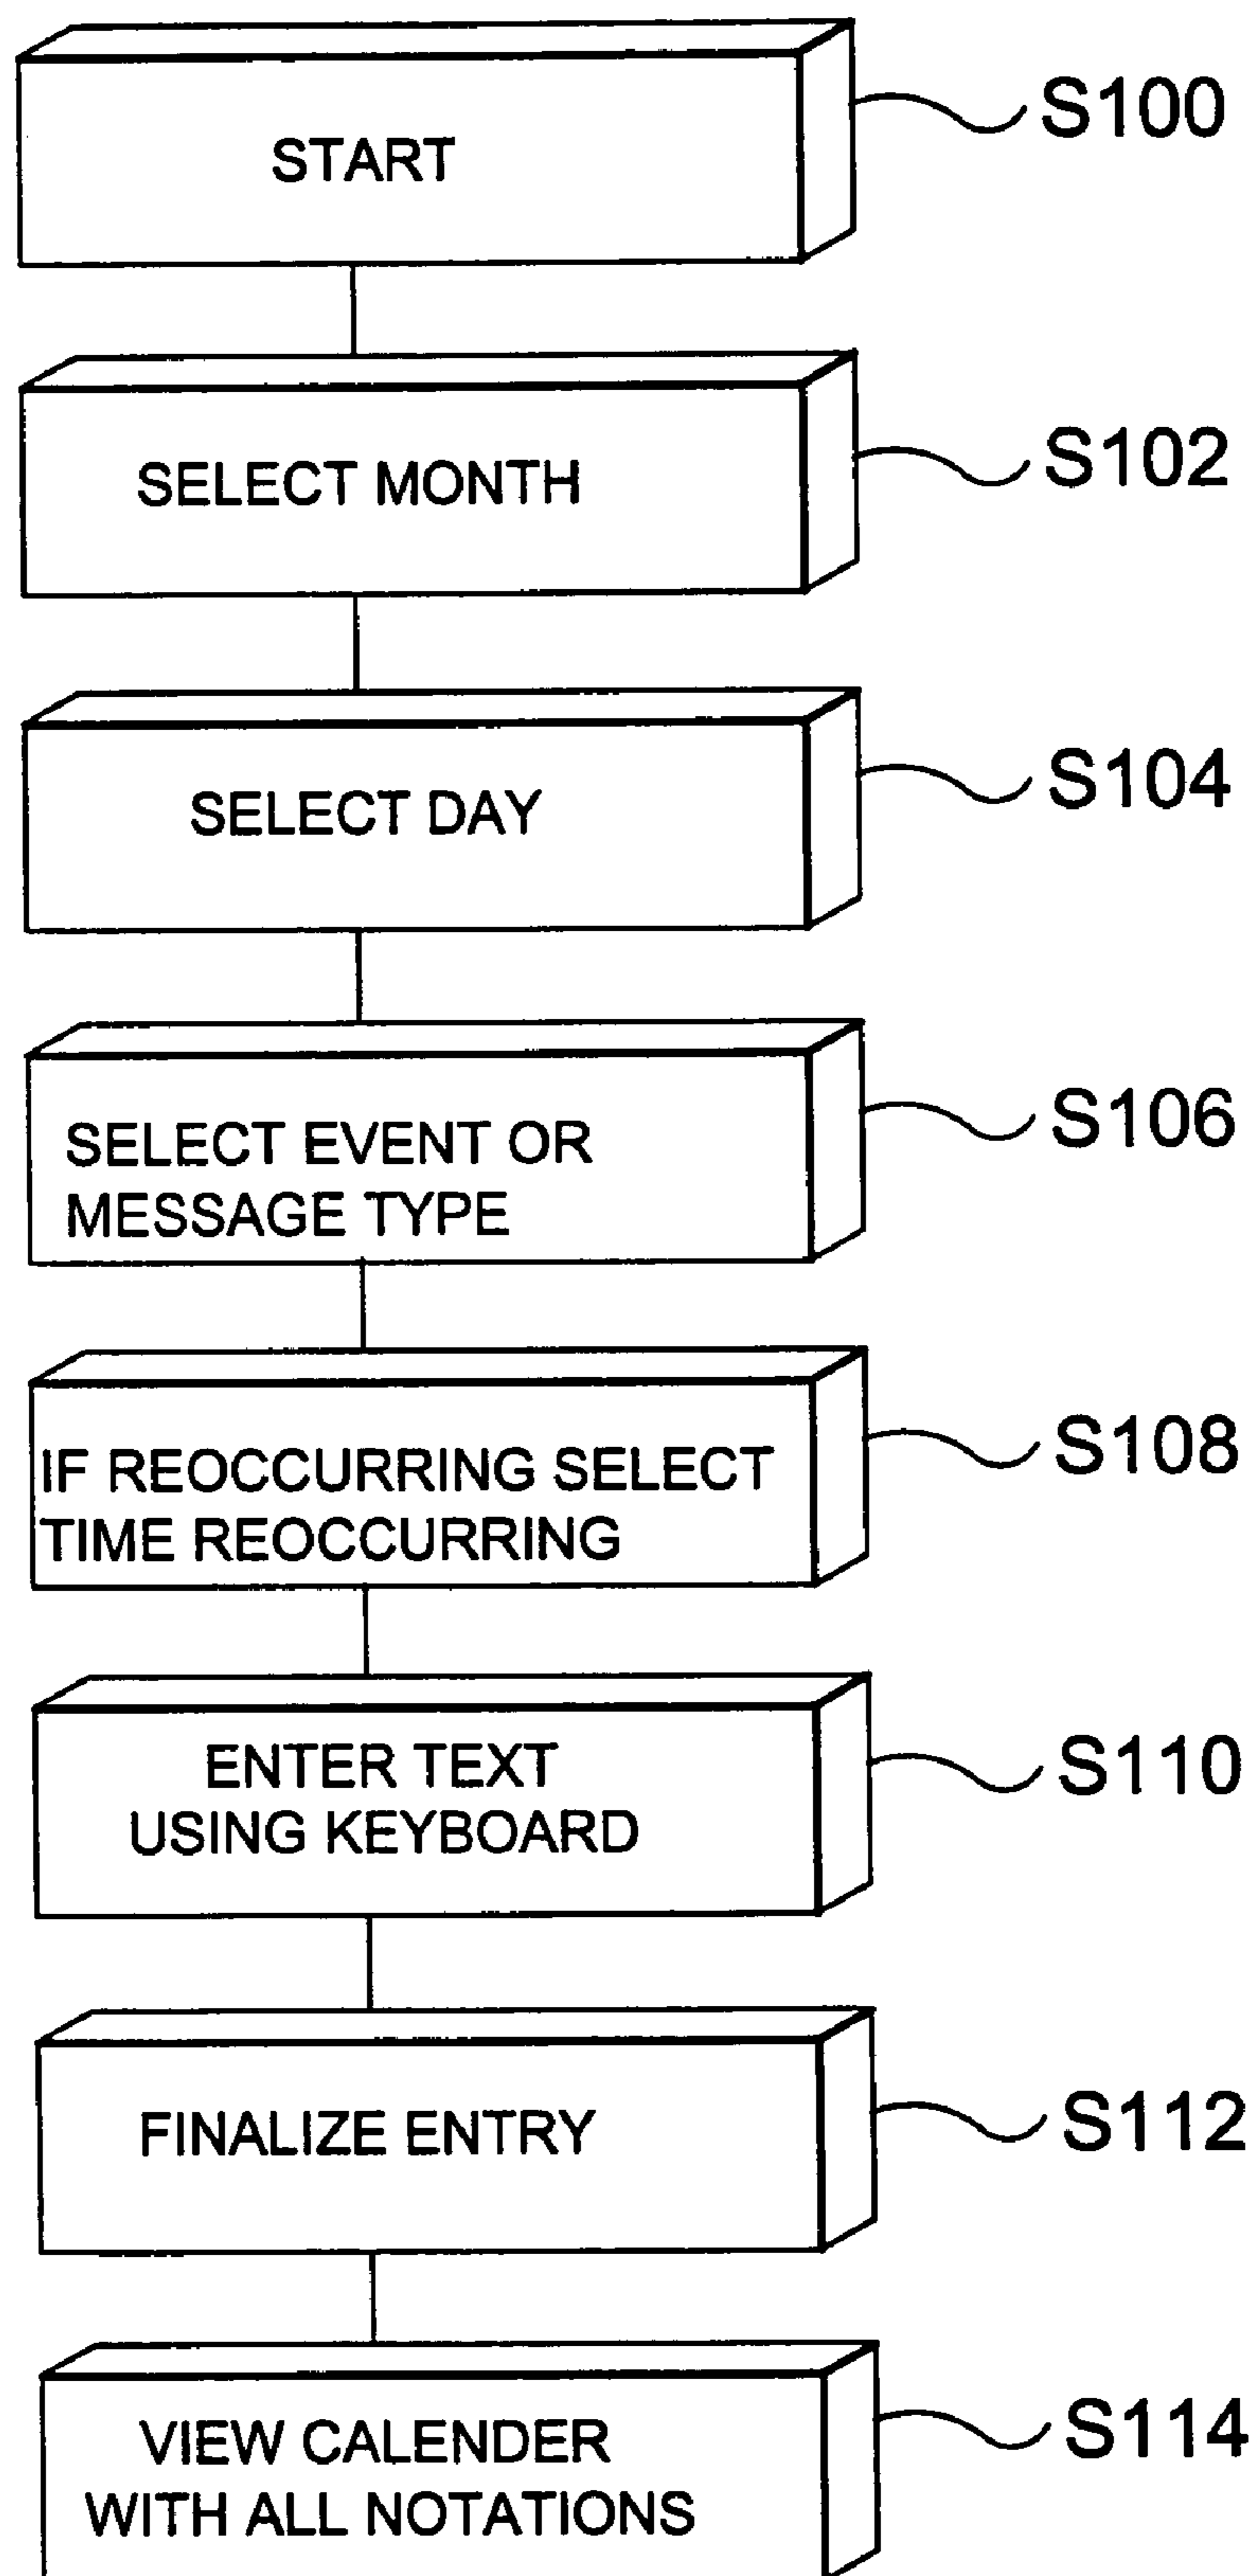 START
S100
SELECT MONTH
S102
SELECT DAY
S104
SELECT EVENT OR
MESSAGE TYPE
S106
IF REOCCURRING SELECT
TIME REOCCURRING
S108
ENTER TEXT
USING KEYBOARD
S110
FINALIZE ENTRY
S112
VIEW CALENDER
WITH ALL NOTATIONS
S114